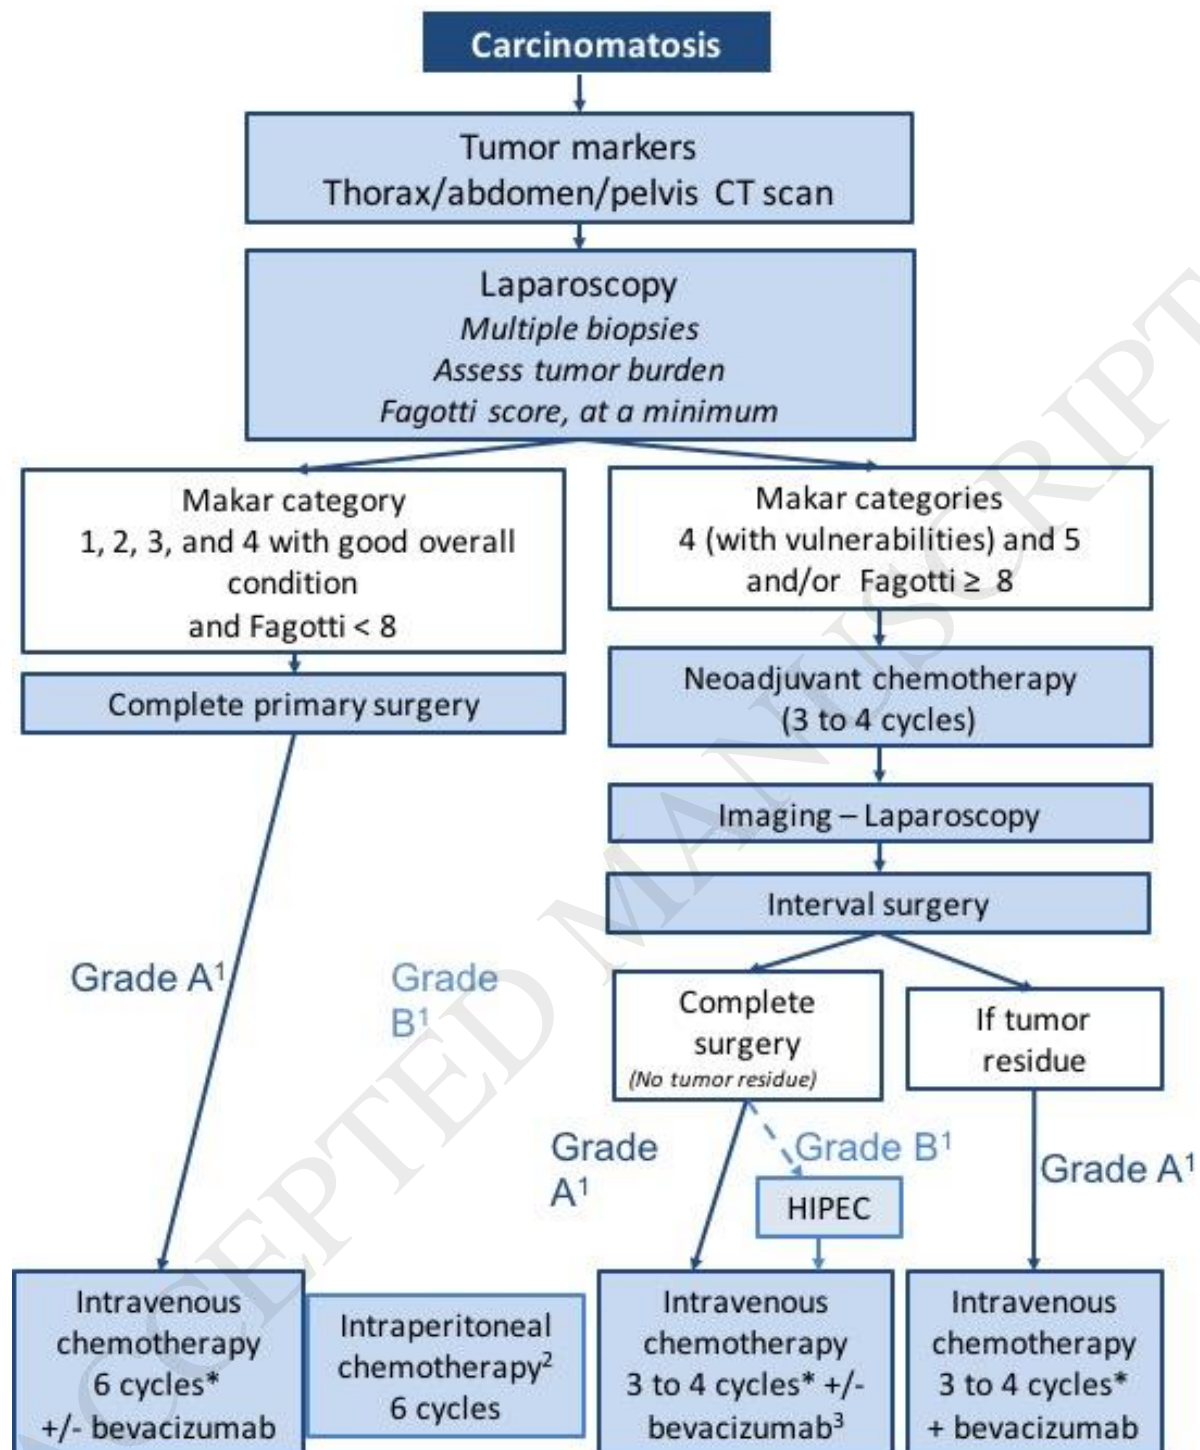 Carcinomatosis
Tumor markers
Thorax/abdomen/pelvis CT scan
Laparoscopy
Multiple biopsies
Assess tumor burden
Fagotti score, at a minimum
Makar category
1, 2, 3, and 4 with good overall
condition
and Fagotti < 8
Makar categories
4 (with vulnerabilities) and 5
and/or Fagotti ≥ 8
Complete primary surgery
Neoadjuvant chemotherapy
(3 to 4 cycles)
Imaging – Laparoscopy
Interval surgery
Grade A¹
Grade
B¹
Complete
surgery
(No tumor residue)
If tumor
residue
Grade
A¹
Grade B¹
Grade A¹
HIPEC
Intravenous
chemotherapy
6 cycles*
+/- bevacizumab
Intraperitoneal
chemotherapy²
6 cycles
Intravenous
chemotherapy
3 to 4 cycles* +/-
bevacizumab³
Intravenous
chemotherapy
3 to 4 cycles*
+ bevacizumab
ACCEPTED MANUSCRIPT